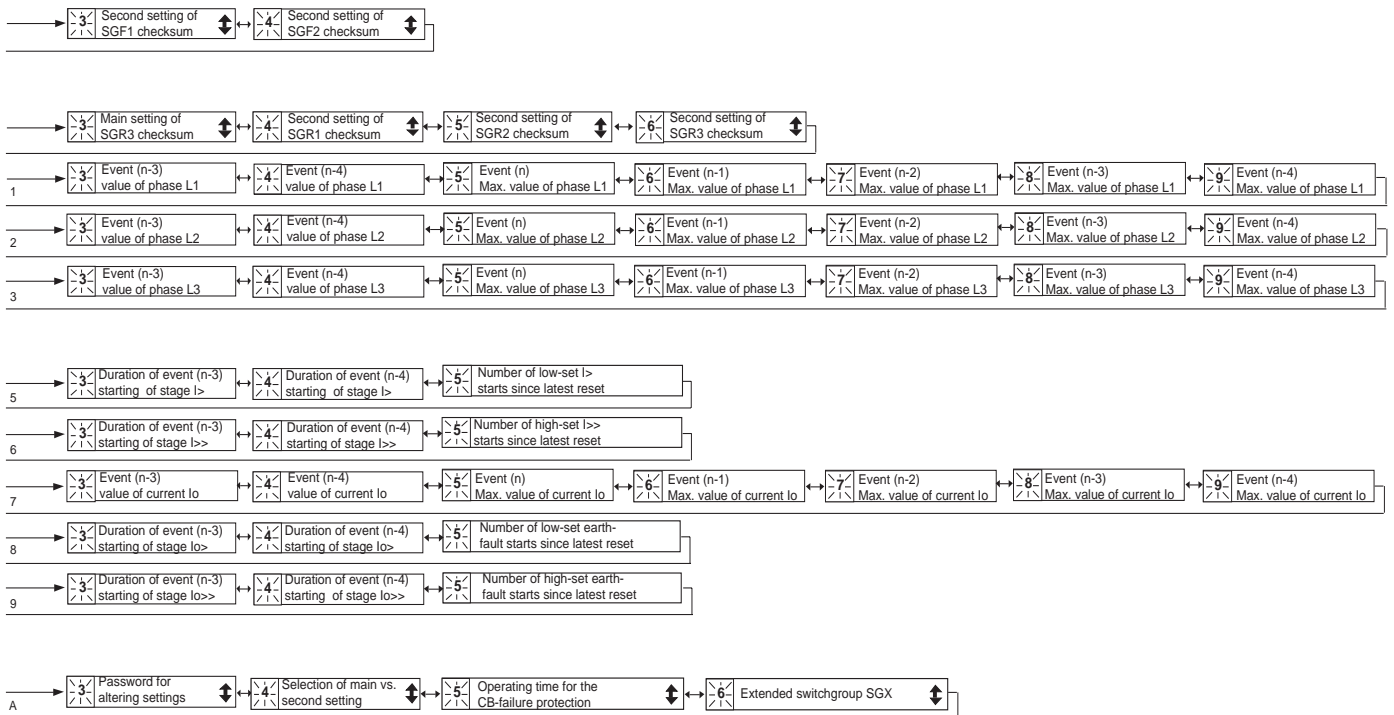 3 Second setting of SGF1 checksum
4 Second setting of SGF2 checksum
3 Main setting of SGR3 checksum
4 Second setting of SGR1 checksum
5 Second setting of SGR2 checksum
6 Second setting of SGR3 checksum
1
3 Event (n-3) value of phase L1
4 Event (n-4) value of phase L1
5 Event (n) Max. value of phase L1
6 Event (n-1) Max. value of phase L1
7 Event (n-2) Max. value of phase L1
8 Event (n-3) Max. value of phase L1
9 Event (n-4) Max. value of phase L1
2
3 Event (n-3) value of phase L2
4 Event (n-4) value of phase L2
5 Event (n) Max. value of phase L2
6 Event (n-1) Max. value of phase L2
7 Event (n-2) Max. value of phase L2
8 Event (n-3) Max. value of phase L2
9 Event (n-4) Max. value of phase L2
3
3 Event (n-3) value of phase L3
4 Event (n-4) value of phase L3
5 Event (n) Max. value of phase L3
6 Event (n-1) Max. value of phase L3
7 Event (n-2) Max. value of phase L3
8 Event (n-3) Max. value of phase L3
9 Event (n-4) Max. value of phase L3
5
3 Duration of event (n-3) starting of stage I>
4 Duration of event (n-4) starting of stage I>
5 Number of low-set I> starts since latest reset
6
3 Duration of event (n-3) starting of stage I>>
4 Duration of event (n-4) starting of stage I>>
5 Number of high-set I>> starts since latest reset
7
3 Event (n-3) value of current Io
4 Event (n-4) value of current Io
5 Event (n) Max. value of current Io
6 Event (n-1) Max. value of current Io
7 Event (n-2) Max. value of current Io
8 Event (n-3) Max. value of current Io
9 Event (n-4) Max. value of current Io
8
3 Duration of event (n-3) starting of stage Io>
4 Duration of event (n-4) starting of stage Io>
5 Number of low-set earth-fault starts since latest reset
9
3 Duration of event (n-3) starting of stage Io>>
4 Duration of event (n-4) starting of stage Io>>
5 Number of high-set earth-fault starts since latest reset
A
3 Password for altering settings
4 Selection of main vs. second setting
5 Operating time for the CB-failure protection
6 Extended switchgroup SGX